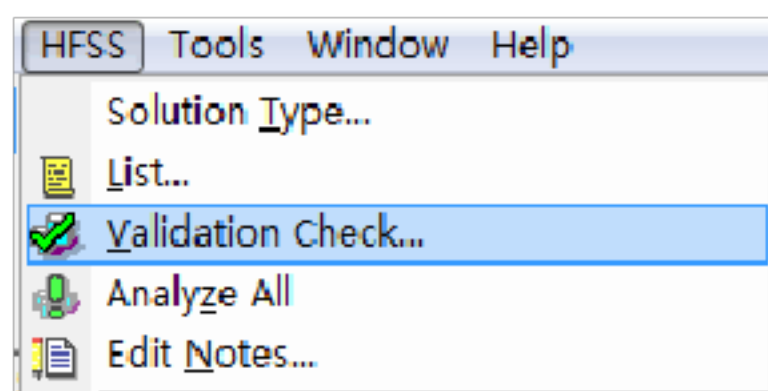 HFSS Tools Window Help
Solution Type...
List...
Validation Check...
Analyze All
Edit Notes...